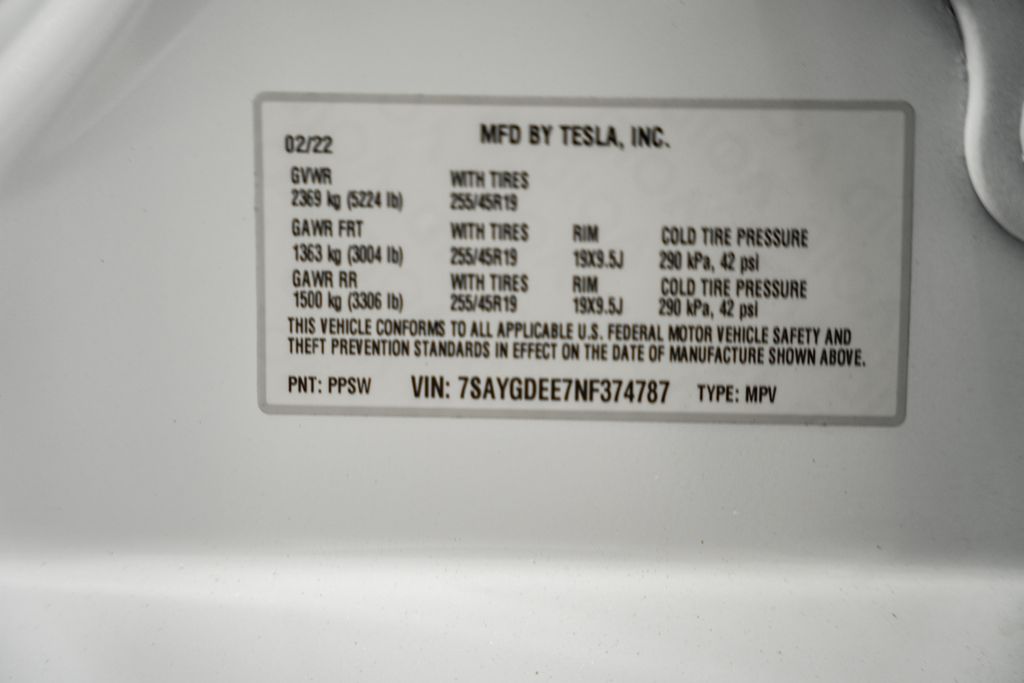 02/22 MFD BY TESLA, INC.
GVWR WITH TIRES
2369 kg (5224 lb) 255/45R19
GAWR FRT WITH TIRES RIM COLD TIRE PRESSURE
1363 kg (3004 lb) 255/45R19 19X9.5J 290 kPa, 42 psi
GAWR RR WITH TIRES RIM COLD TIRE PRESSURE
1500 kg (3306 lb) 255/45R19 19X9.5J 290 kPa, 42 psi
THIS VEHICLE CONFORMS TO ALL APPLICABLE U.S. FEDERAL MOTOR VEHICLE SAFETY AND
THEFT PREVENTION STANDARDS IN EFFECT ON THE DATE OF MANUFACTURE SHOWN ABOVE.
PNT: PPSW VIN: 7SAYGDEE7NF374787 TYPE: MPV